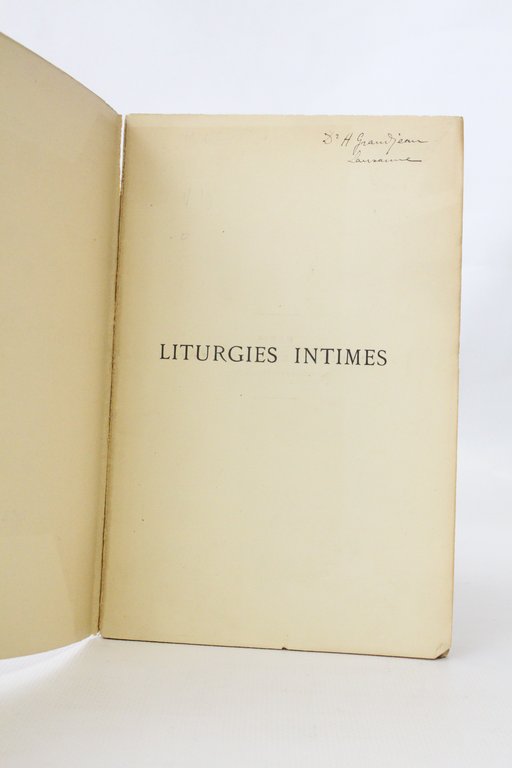 Dr H. Grandjean
Lausanne
LITURGIES INTIMES